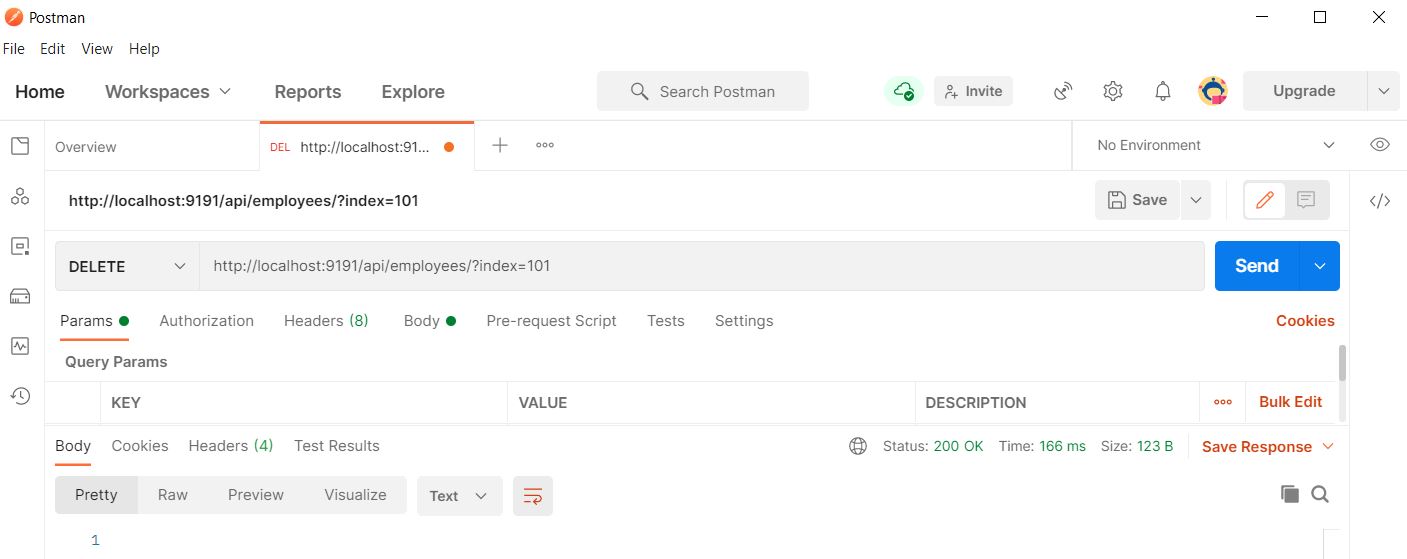 Postman
File Edit View Help
Home Workspaces Reports Explore Search Postman Invite Upgrade
Overview DEL http://localhost:91... No Environment
http://localhost:9191/api/employees/?index=101 Save
DELETE http://localhost:9191/api/employees/?index=101 Send
Params Authorization Headers (8) Body Pre-request Script Tests Settings Cookies
Query Params
KEY VALUE DESCRIPTION Bulk Edit
Body Cookies Headers (4) Test Results Status: 200 OK Time: 166 ms Size: 123 B Save Response
Pretty Raw Preview Visualize Text
1